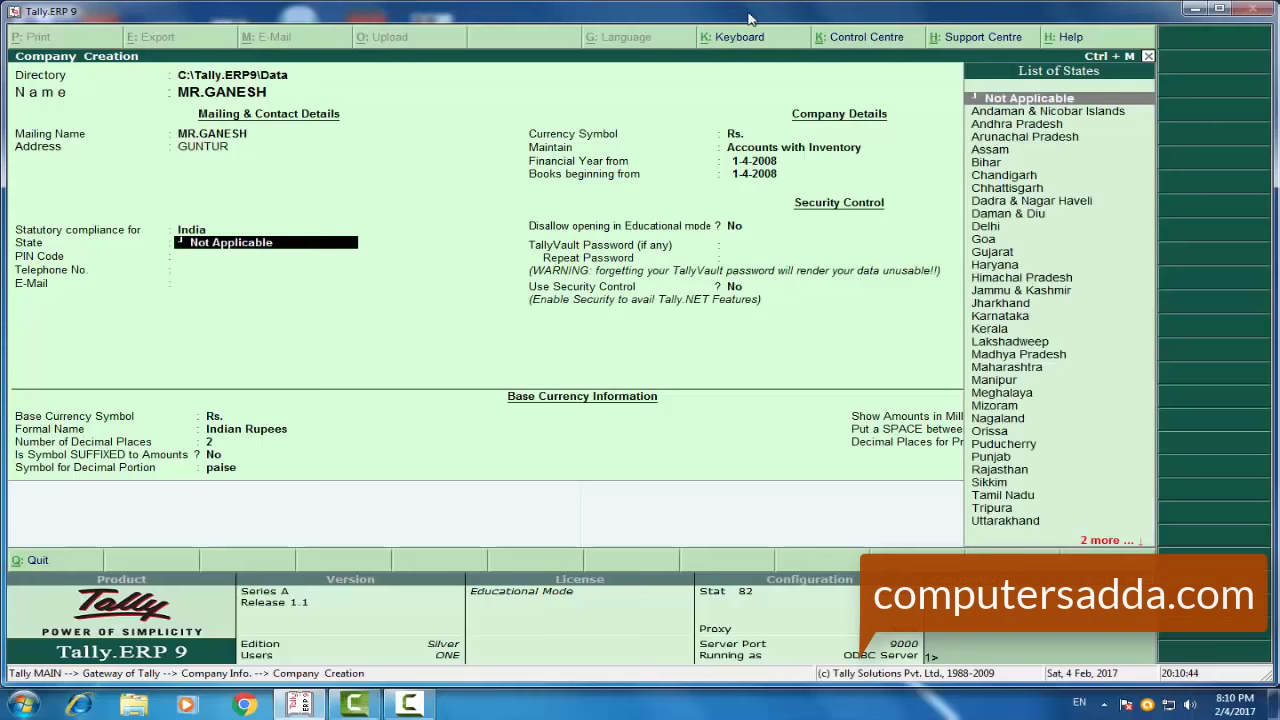 Tally.ERP 9
P: Print
E: Export
M: E-Mail
O: Upload
G: Language
K: Keyboard
K: Control Centre
H: Support Centre
H: Help
Company Creation
Ctrl + M
Directory : C:\Tally.ERP9\Data
Name : MR.GANESH
Mailing & Contact Details
Mailing Name : MR.GANESH
Address : GUNTUR
Statutory compliance for : India
State : Not Applicable
PIN Code :
Telephone No. :
E-Mail :
Company Details
Currency Symbol : Rs.
Maintain : Accounts with Inventory
Financial Year from : 1-4-2008
Books beginning from : 1-4-2008
Security Control
Disallow opening in Educational mode ? No
TallyVault Password (if any) :
Repeat Password :
(WARNING: forgetting your TallyVault password will render your data unusable!!)
Use Security Control ? No
(Enable Security to avail Tally.NET Features)
Base Currency Information
Base Currency Symbol : Rs.
Formal Name : Indian Rupees
Number of Decimal Places : 2
Is Symbol SUFFIXED to Amounts ? No
Symbol for Decimal Portion : paise
Show Amounts in Mill
Put a SPACE between
Decimal Places for Pr
List of States
Not Applicable
Andaman & Nicobar Islands
Andhra Pradesh
Arunachal Pradesh
Assam
Bihar
Chandigarh
Chhattisgarh
Dadra & Nagar Haveli
Daman & Diu
Delhi
Goa
Gujarat
Haryana
Himachal Pradesh
Jammu & Kashmir
Jharkhand
Karnataka
Kerala
Lakshadweep
Madhya Pradesh
Maharashtra
Manipur
Meghalaya
Mizoram
Nagaland
Orissa
Puducherry
Punjab
Rajasthan
Sikkim
Tamil Nadu
Tripura
Uttarakhand
2 more ... ↓
Q: Quit
Product
Tally
POWER OF SIMPLICITY
Tally.ERP 9
Version
Series A
Release 1.1
Edition Silver
Users ONE
License
Educational Mode
Configuration
Stat 82
Proxy
Server Port 9000
Running as ODBC Server
1>
computersadda.com
Tally MAIN --> Gateway of Tally --> Company Info. --> Company Creation
(c) Tally Solutions Pvt. Ltd., 1988-2009
Sat, 4 Feb, 2017
20:10:44
EN
8:10 PM
2/4/2017